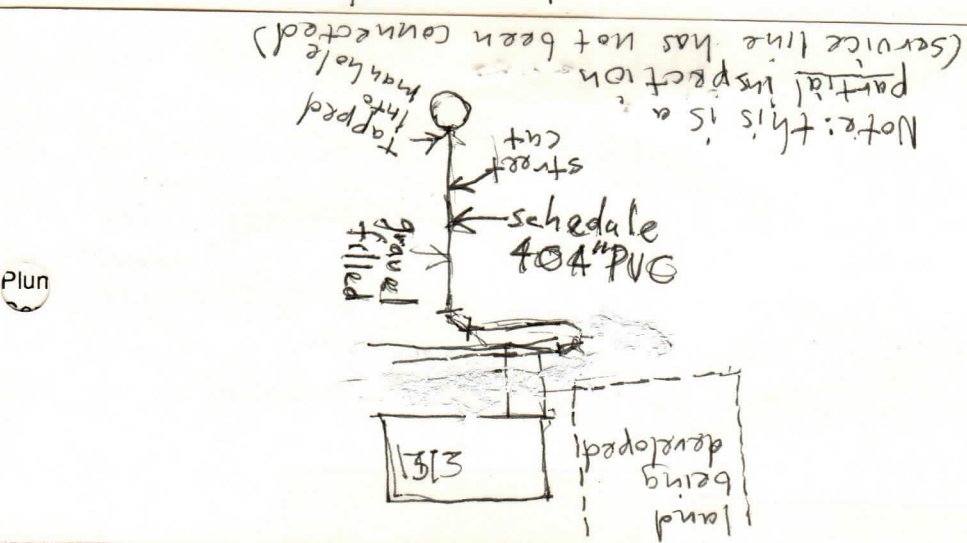 Note: this is a
partial inspection
(service line has not been connected)
tapped
into
manhole
street
cut
schedule
40 4" PVC
gravel
filled
land
being
developed
Plun